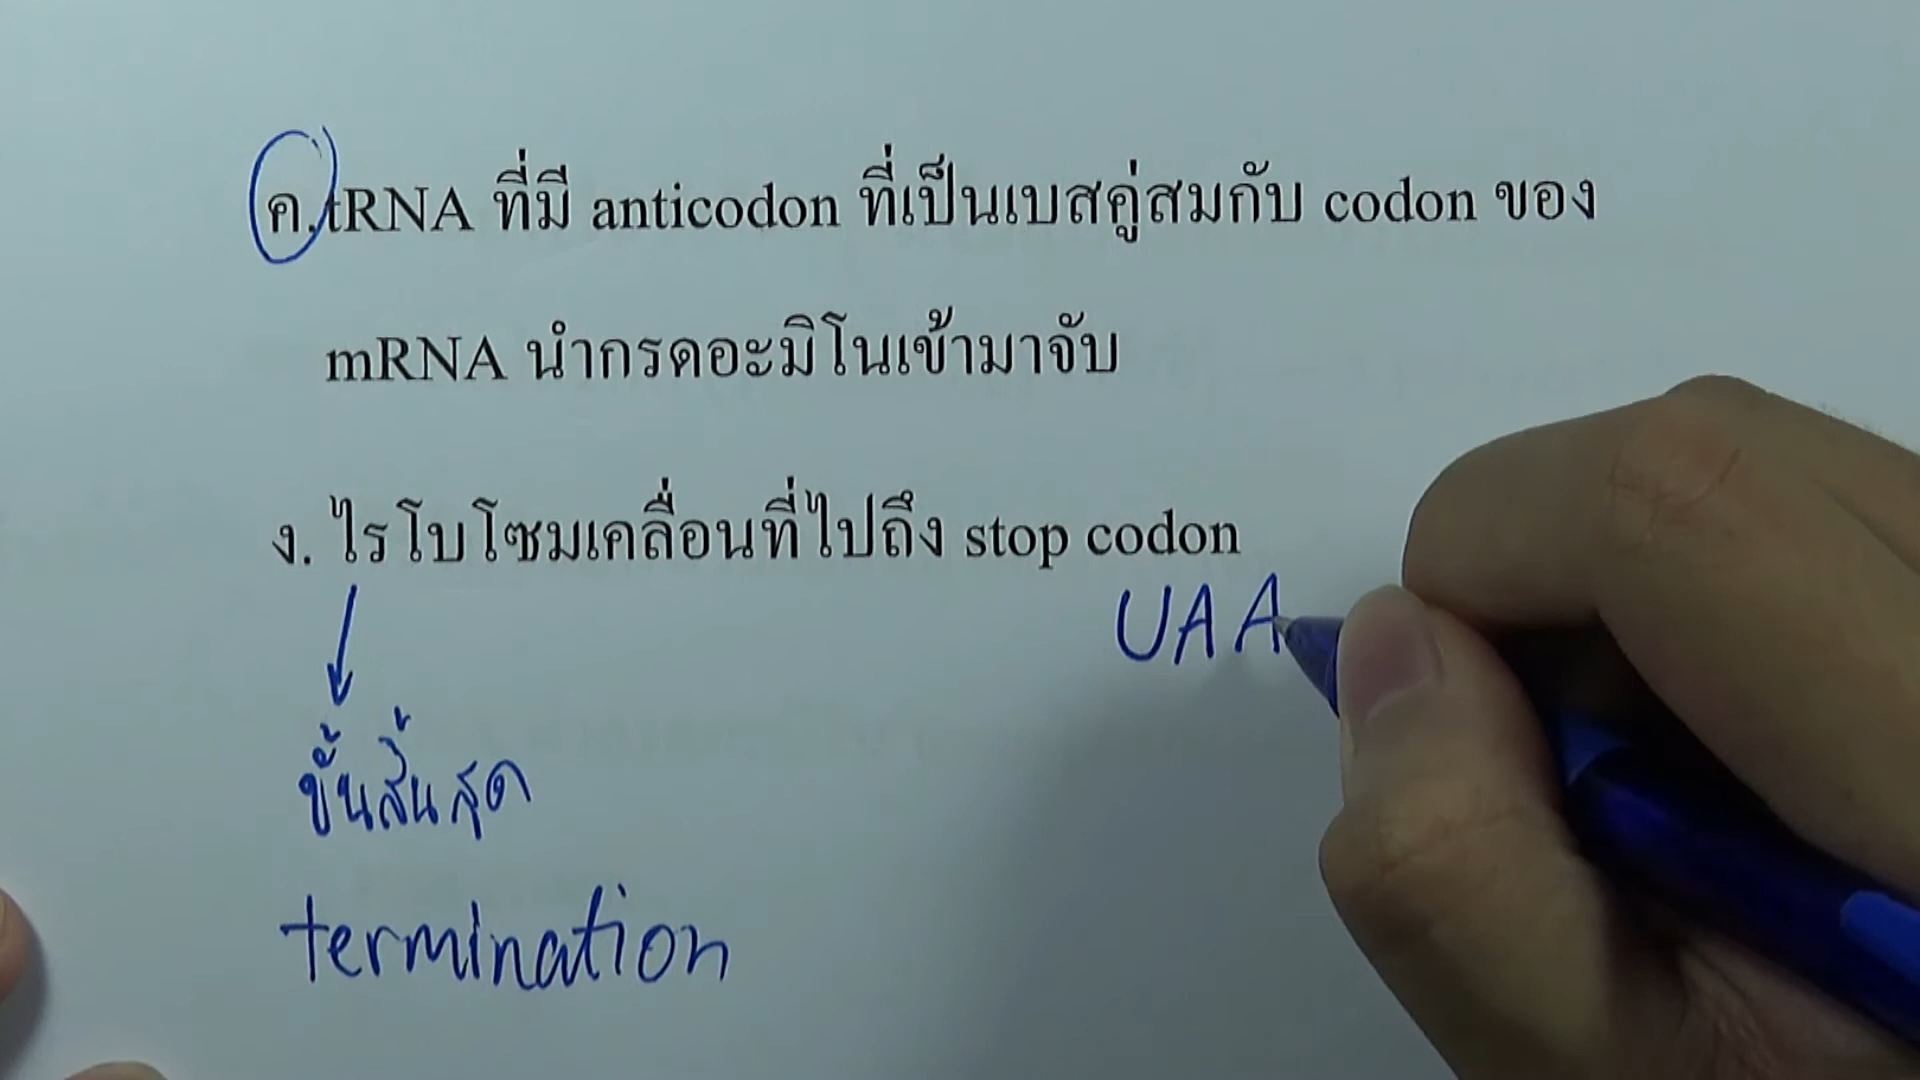 ค. tRNA ที่มี anticodon ที่เป็นเบสคู่สมกับ codon ของ
mRNA นำกรดอะมิโนเข้ามาจับ
ง. ไรโบโซมเคลื่อนที่ไปถึง stop codon
UAA
ขั้นสิ้นสุด
termination